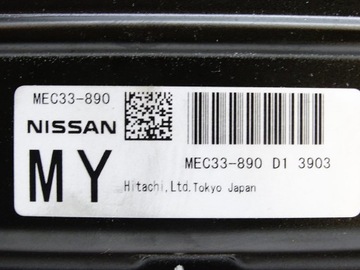 MEC33-890
NISSAN
MEC33-890 D1 3903
MY
Hitachi,Ltd.Tokyo Japan